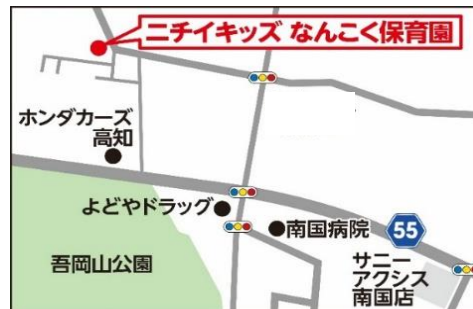 ニチイキッズ なんこく保育園
ホンダカーズ
高知
よどやドラッグ
南国病院
55
吾岡山公園
サニー
アクシス
南国店